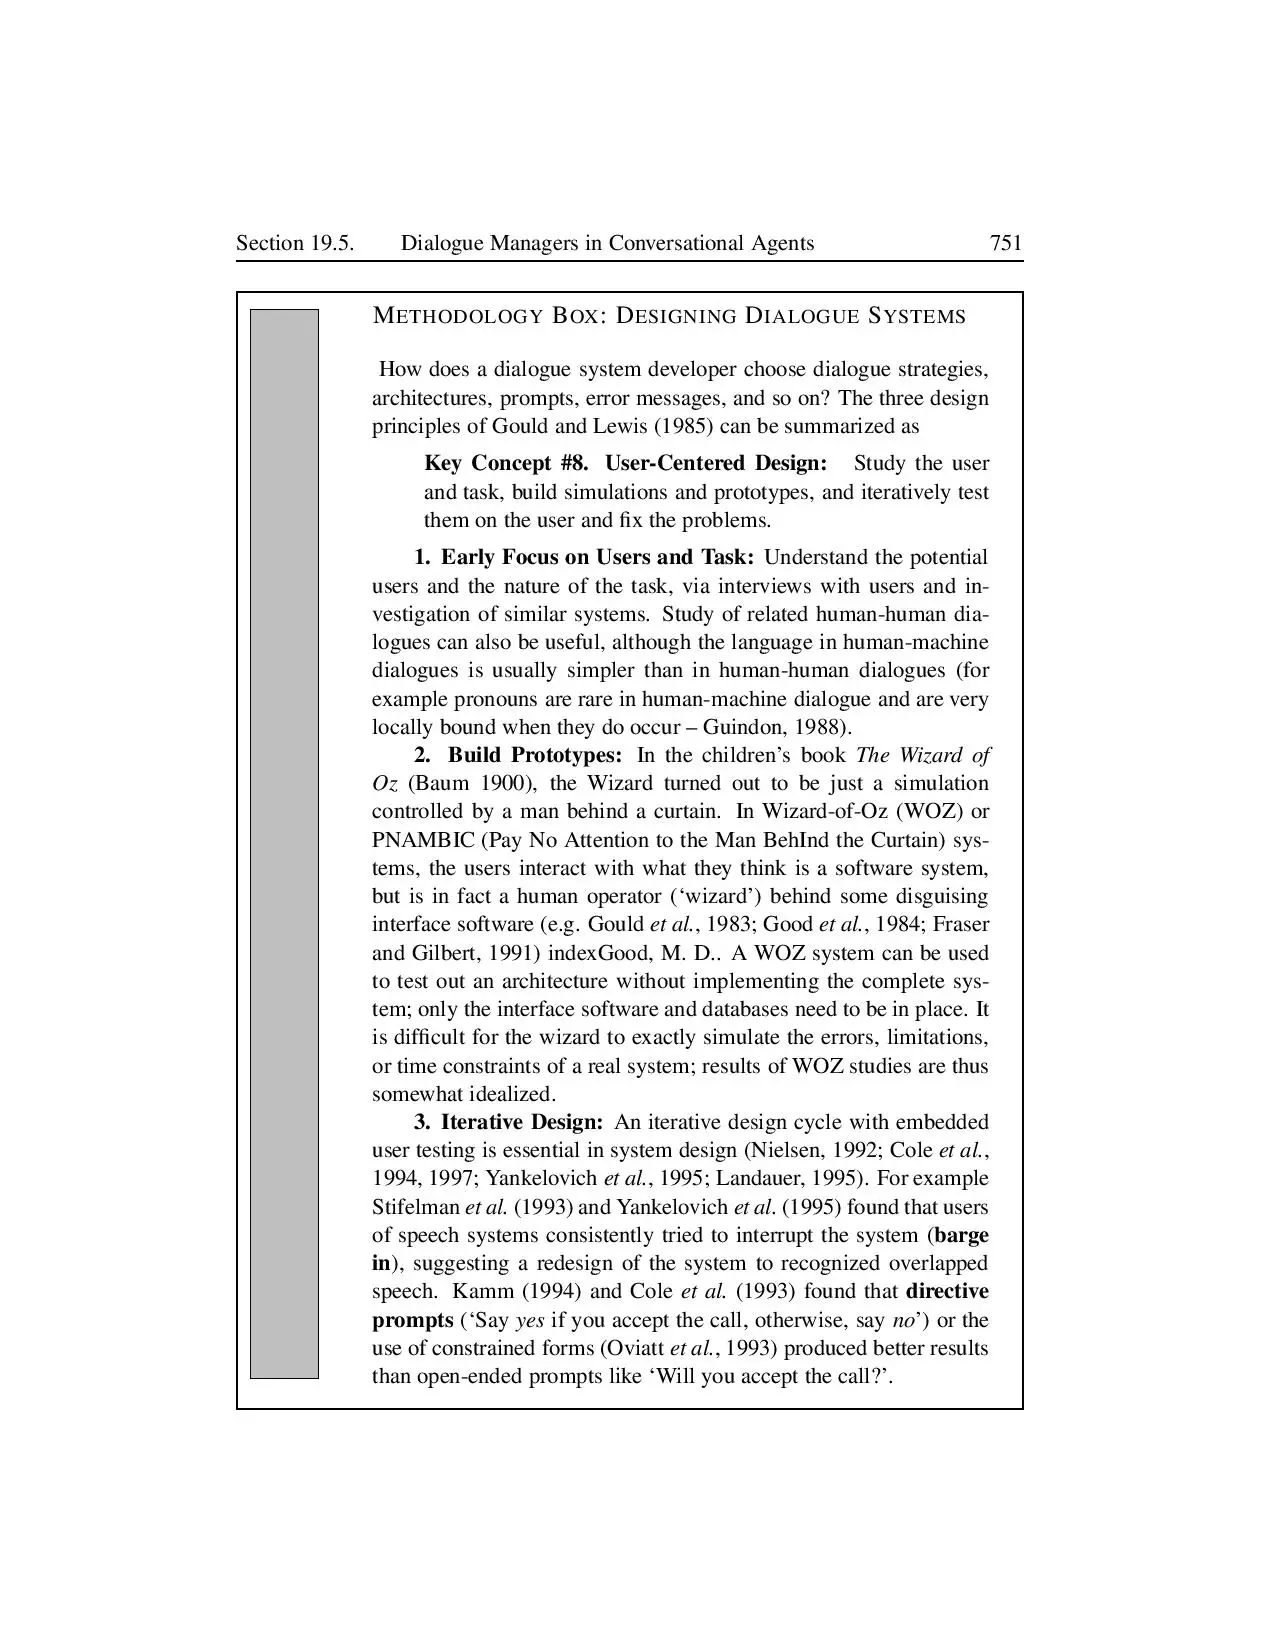 Section 19.5. Dialogue Managers in Conversational Agents 751
METHODOLOGY BOX: DESIGNING DIALOGUE SYSTEMS
How does a dialogue system developer choose dialogue strategies,
architectures, prompts, error messages, and so on? The three design
principles of Gould and Lewis (1985) can be summarized as
Key Concept #8. User-Centered Design: Study the user
and task, build simulations and prototypes, and iteratively test
them on the user and fix the problems.
1. Early Focus on Users and Task: Understand the potential
users and the nature of the task, via interviews with users and in-
vestigation of similar systems. Study of related human-human dia-
logues can also be useful, although the language in human-machine
dialogues is usually simpler than in human-human dialogues (for
example pronouns are rare in human-machine dialogue and are very
locally bound when they do occur – Guindon, 1988).
2. Build Prototypes: In the children's book The Wizard of
Oz (Baum 1900), the Wizard turned out to be just a simulation
controlled by a man behind a curtain. In Wizard-of-Oz (WOZ) or
PNAMBIC (Pay No Attention to the Man BehInd the Curtain) sys-
tems, the users interact with what they think is a software system,
but is in fact a human operator ('wizard') behind some disguising
interface software (e.g. Gould et al., 1983; Good et al., 1984; Fraser
and Gilbert, 1991) indexGood, M. D.. A WOZ system can be used
to test out an architecture without implementing the complete sys-
tem; only the interface software and databases need to be in place. It
is difficult for the wizard to exactly simulate the errors, limitations,
or time constraints of a real system; results of WOZ studies are thus
somewhat idealized.
3. Iterative Design: An iterative design cycle with embedded
user testing is essential in system design (Nielsen, 1992; Cole et al.,
1994, 1997; Yankelovich et al., 1995; Landauer, 1995). For example
Stifelman et al. (1993) and Yankelovich et al. (1995) found that users
of speech systems consistently tried to interrupt the system (barge
in), suggesting a redesign of the system to recognized overlapped
speech. Kamm (1994) and Cole et al. (1993) found that directive
prompts ('Say yes if you accept the call, otherwise, say no') or the
use of constrained forms (Oviatt et al., 1993) produced better results
than open-ended prompts like 'Will you accept the call?'.